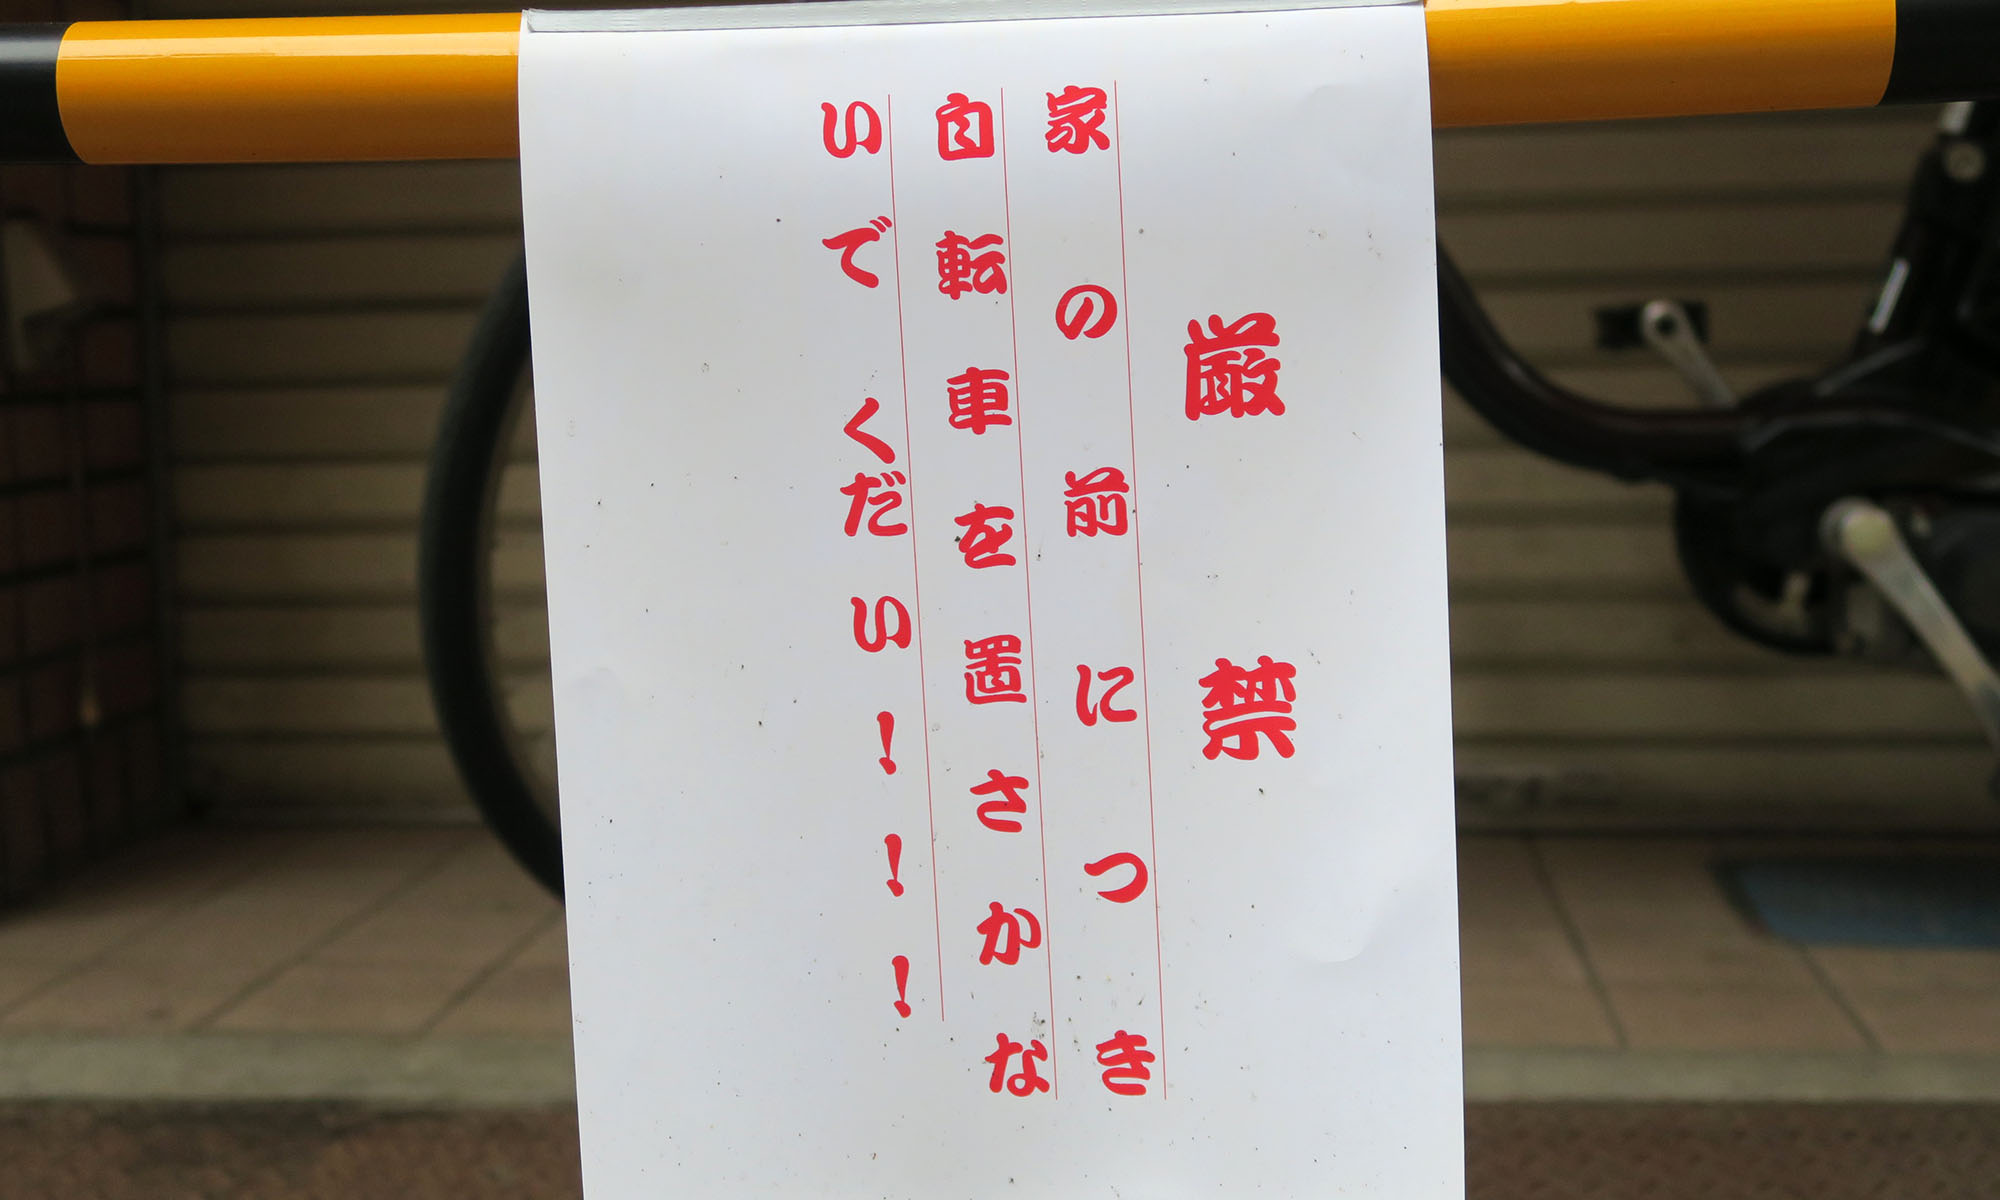 厳禁
家の前につき
自転車を置さかな
いでくだい！！！